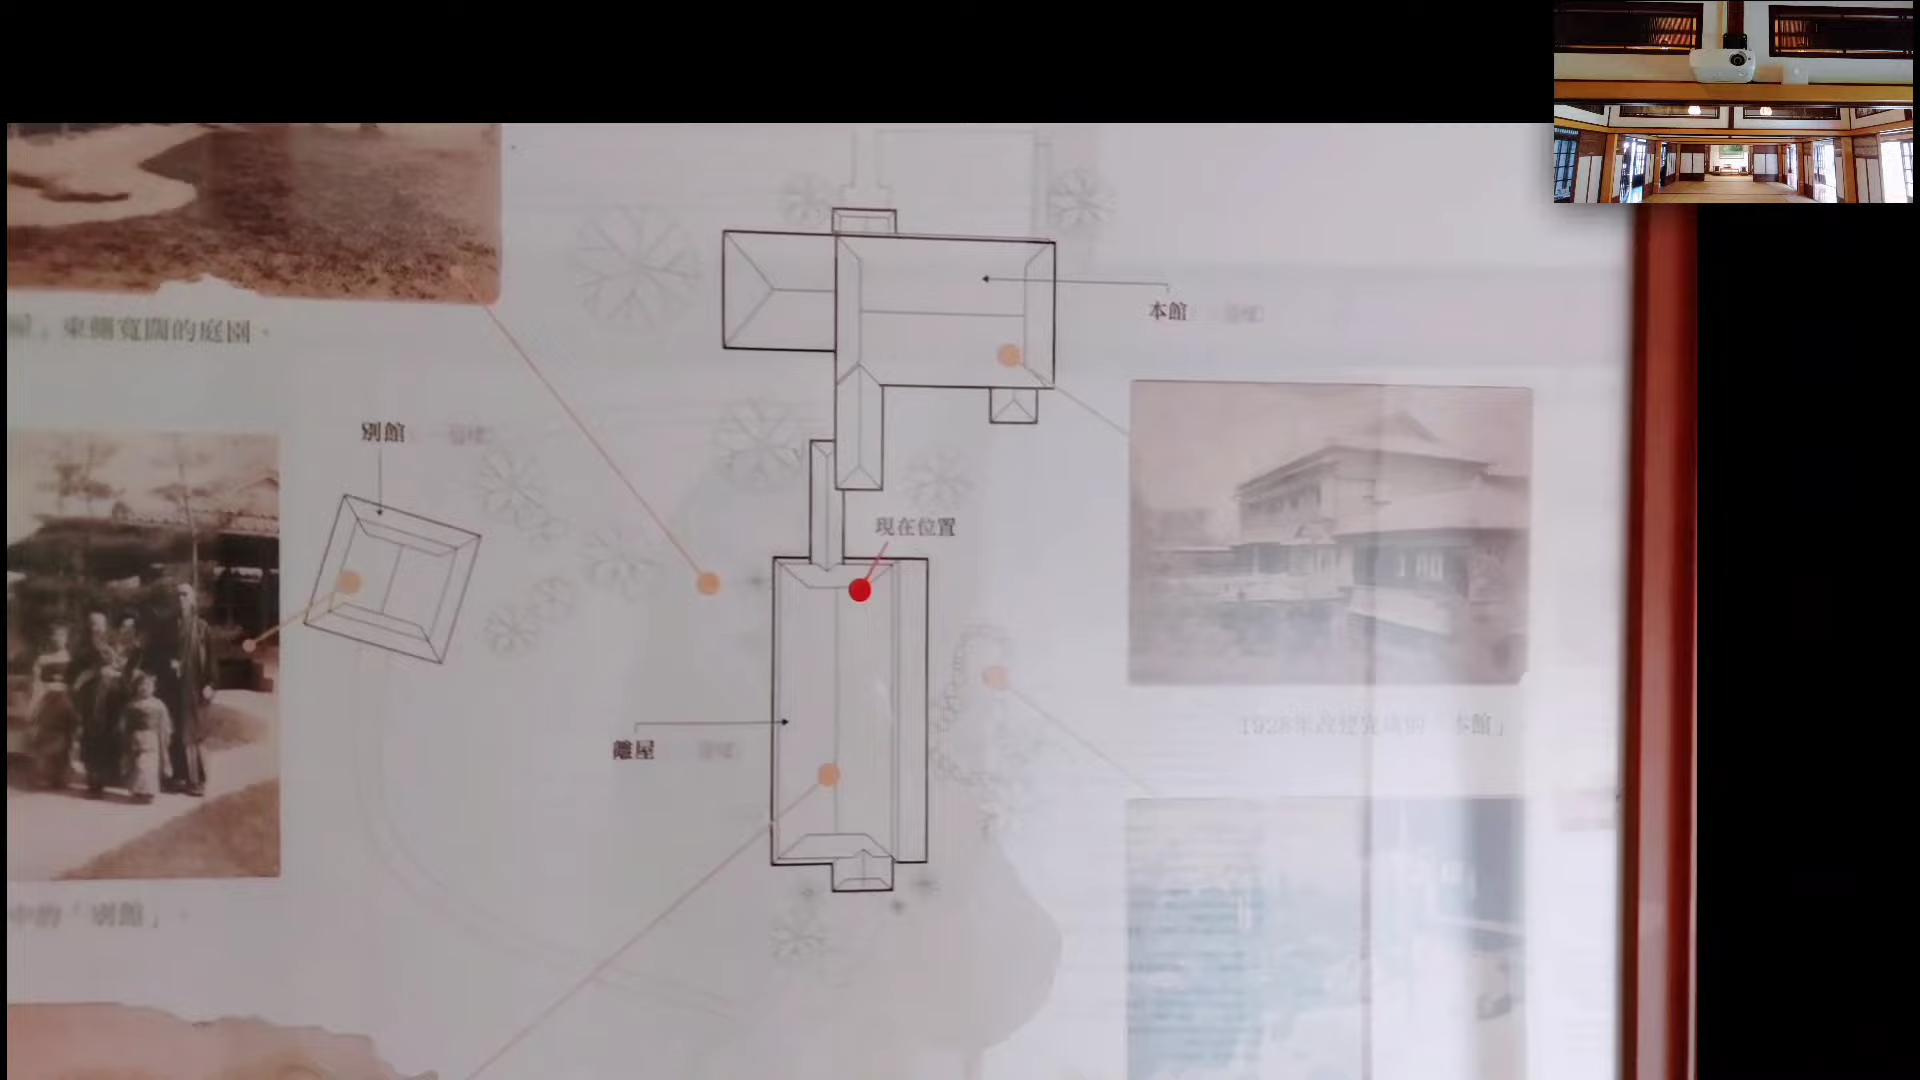 本館
」東側寬闊的庭園。
別館
現在位置
1928年改建完成的「本館」
離屋
中的「別館」。